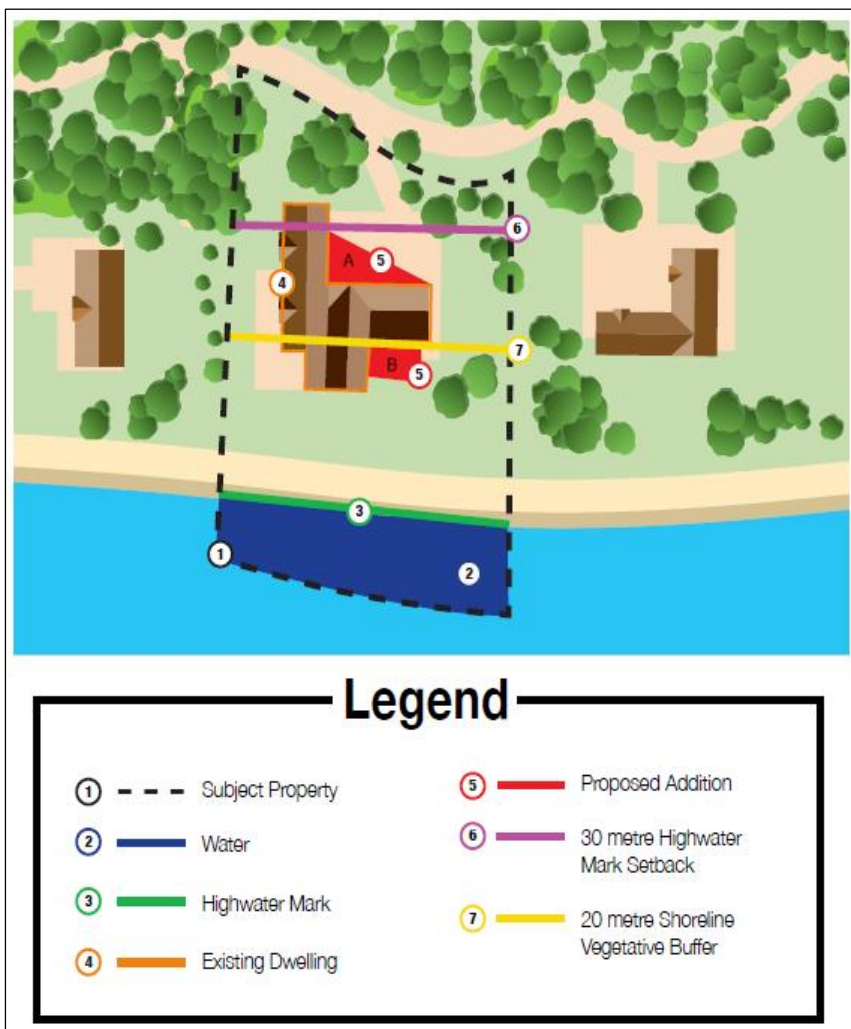 6
A
5
4
7
B
5
3
1
2
Legend
1 Subject Property
2 Water
3 Highwater Mark
4 Existing Dwelling
5 Proposed Addition
6 30 metre Highwater
Mark Setback
7 20 metre Shoreline
Vegetative Buffer